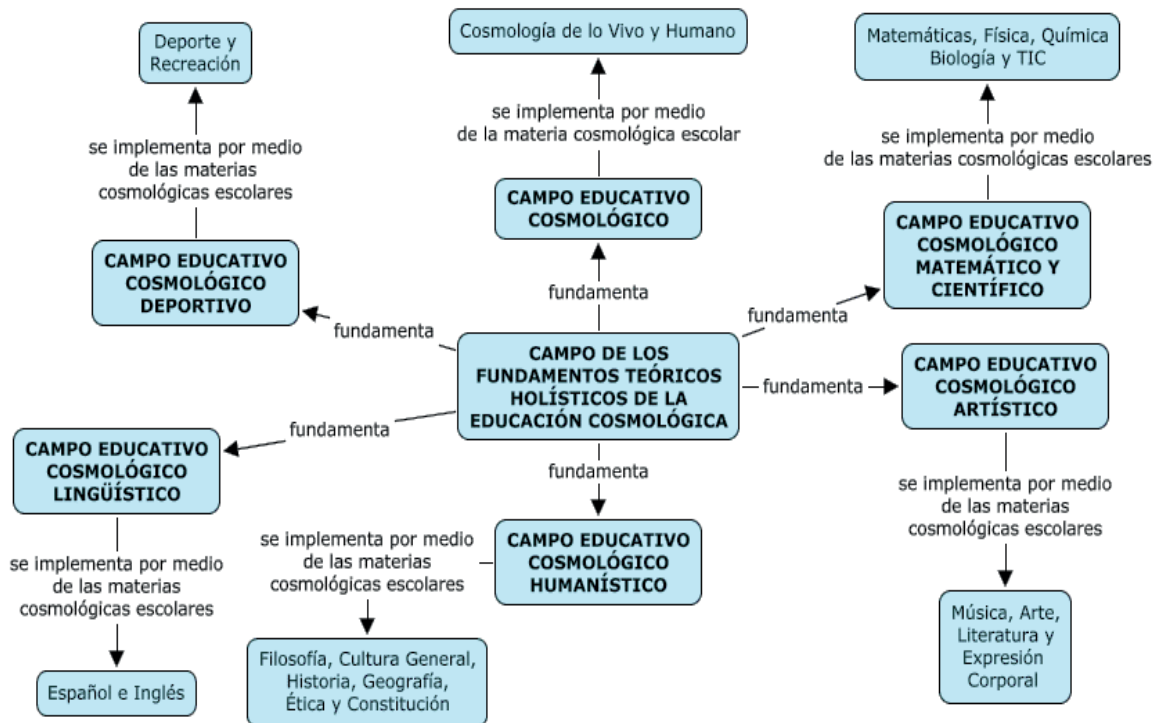 Deporte y
Recreación
Cosmología de lo Vivo y Humano
Matemáticas, Física, Química
Biología y TIC
se implementa por medio
de las materias
cosmológicas escolares
se implementa por medio
de la materia cosmológica escolar
se implementa por medio
de las materias cosmológicas escolares
CAMPO EDUCATIVO
COSMOLÓGICO
DEPORTIVO
CAMPO EDUCATIVO
COSMOLÓGICO
CAMPO EDUCATIVO
COSMOLÓGICO
MATEMÁTICO Y
CIENTÍFICO
fundamenta
fundamenta
fundamenta
CAMPO DE LOS
FUNDAMENTOS TEÓRICOS
HOLÍSTICOS DE LA
EDUCACIÓN COSMOLÓGICA
fundamenta
CAMPO EDUCATIVO
COSMOLÓGICO
ARTÍSTICO
fundamenta
fundamenta
CAMPO EDUCATIVO
COSMOLÓGICO
LINGÜÍSTICO
CAMPO EDUCATIVO
COSMOLÓGICO
HUMANÍSTICO
se implementa por medio
de las materias
cosmológicas escolares
se implementa por medio
de las materias
cosmológicas escolares
se implementa por medio
de las materias
cosmológicas escolares
Español e Inglés
Filosofía, Cultura General,
Historia, Geografía,
Ética y Constitución
Música, Arte,
Literatura y
Expresión
Corporal